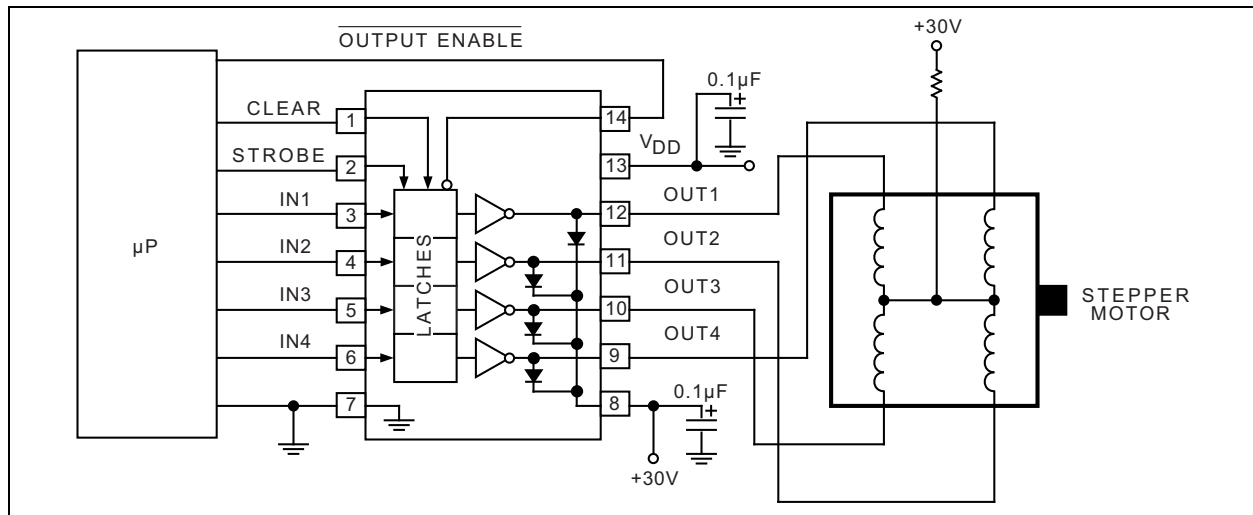 +30V
OUTPUT ENABLE
0.1µF
+
CLEAR
1
14
VDD
STROBE
2
13
IN1
3
12
OUT1
µP
IN2
4
LATCHES
11
OUT2
IN3
5
10
OUT3
STEPPER
MOTOR
IN4
6
9
OUT4
7
8
0.1µF
+
+30V